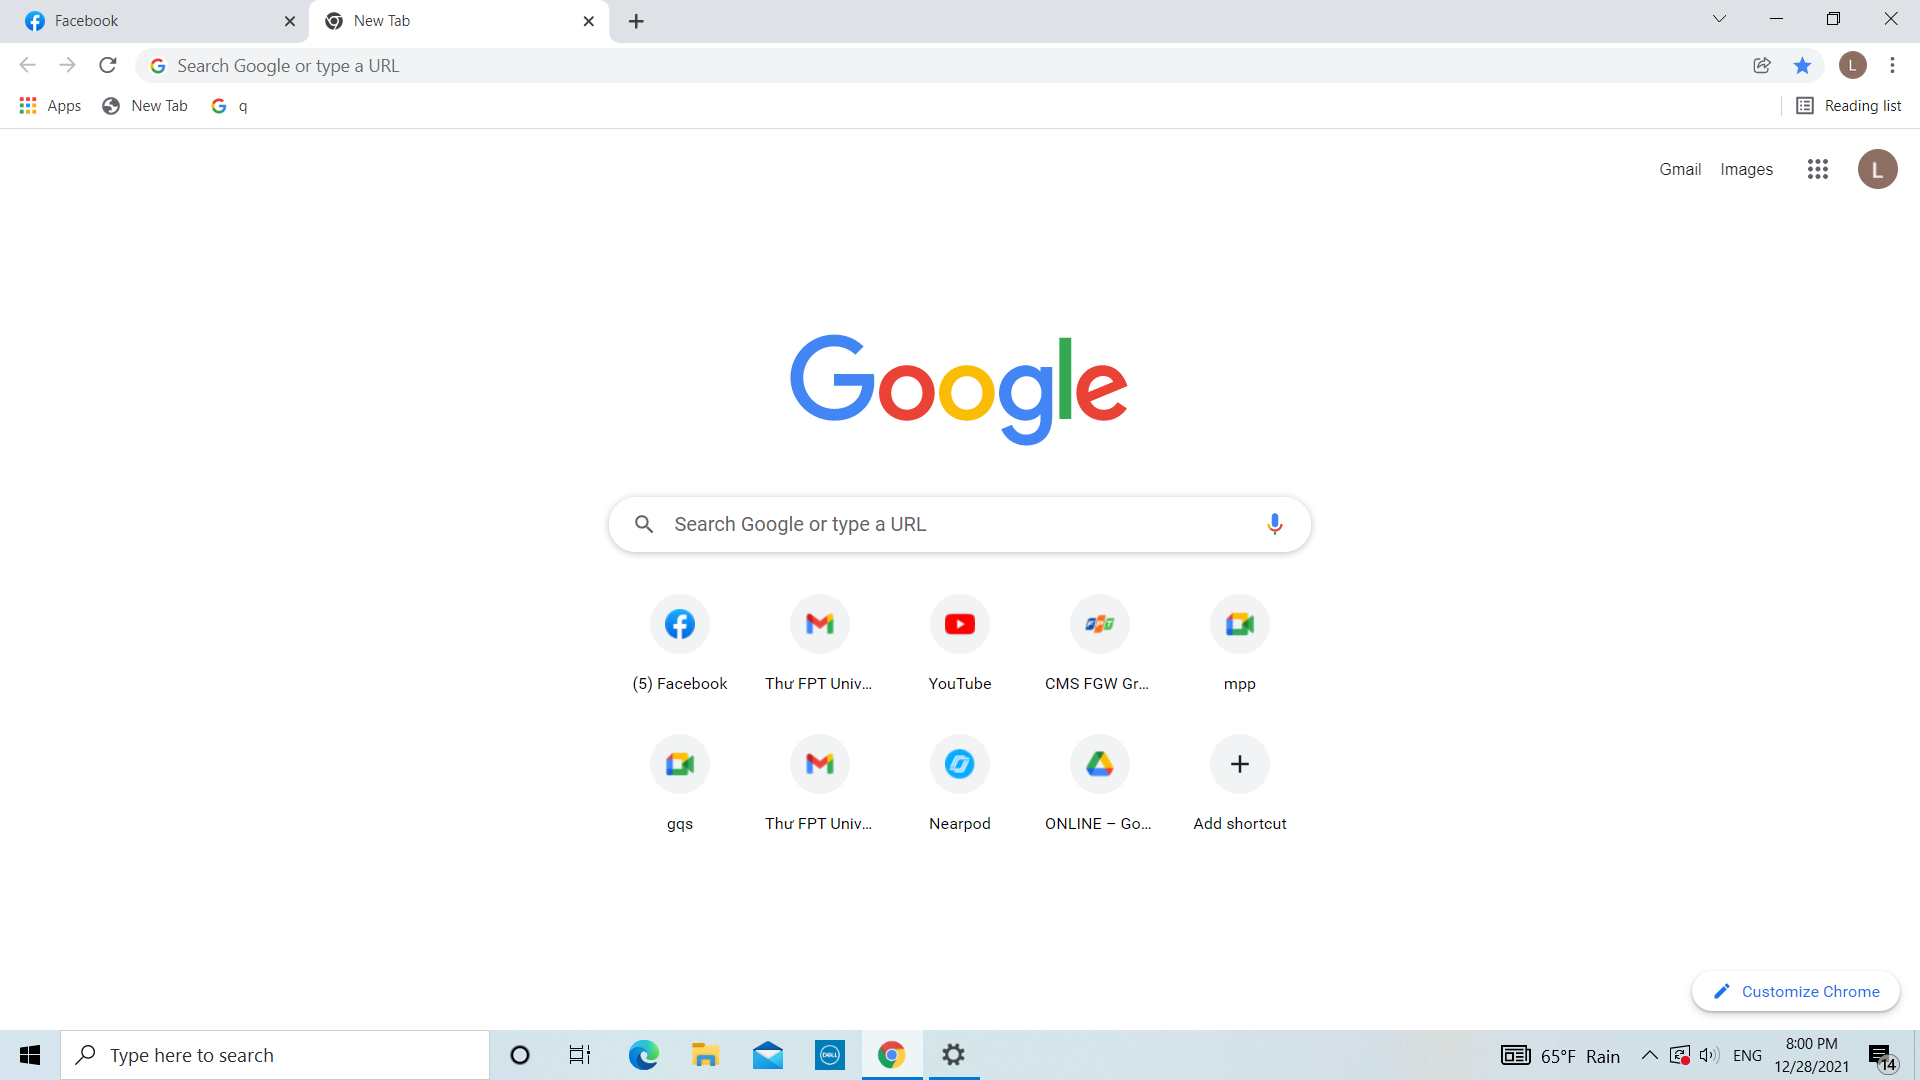 Facebook
New Tab
Search Google or type a URL
L
Apps
New Tab
q
Reading list
Gmail
Images
L
Google
Search Google or type a URL
(5) Facebook
Thư FPT Univ...
FPT
YouTube
CMS FGW Gr...
mpp
gqs
Thư FPT Univ...
Nearpod
ONLINE – Go...
Add shortcut
Customize Chrome
Type here to search
DELL
65°F Rain
ENG
8:00 PM
12/28/2021
14